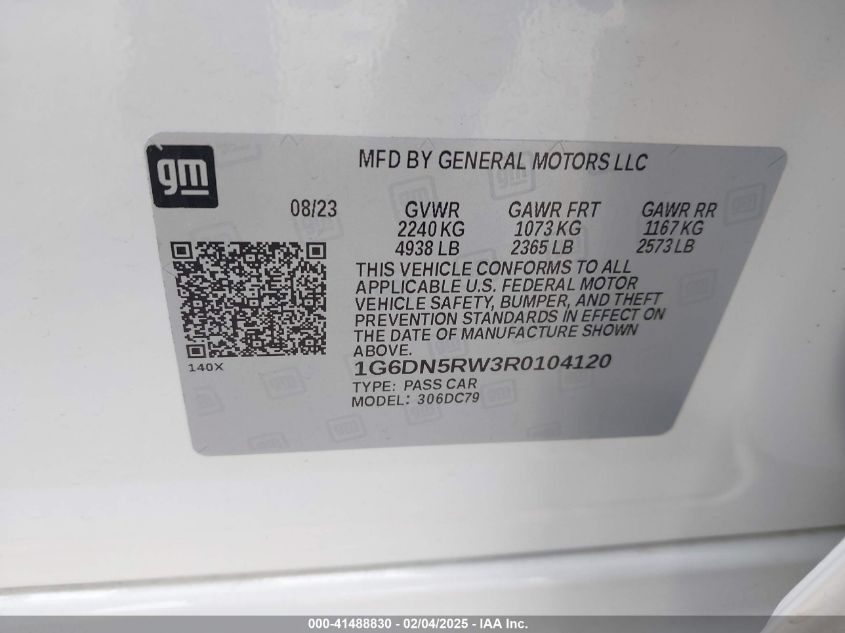 gm
MFD BY GENERAL MOTORS LLC
08/23 GVWR GAWR FRT GAWR RR
2240 KG 1073 KG 1167 KG
4938 LB 2365 LB 2573 LB
THIS VEHICLE CONFORMS TO ALL
APPLICABLE U.S. FEDERAL MOTOR
VEHICLE SAFETY, BUMPER, AND THEFT
PREVENTION STANDARDS IN EFFECT ON
THE DATE OF MANUFACTURE SHOWN
ABOVE.
140X
1G6DN5RW3R0104120
TYPE: PASS CAR
MODEL: 306DC79
000-41488830 - 02/04/2025 - IAA Inc.